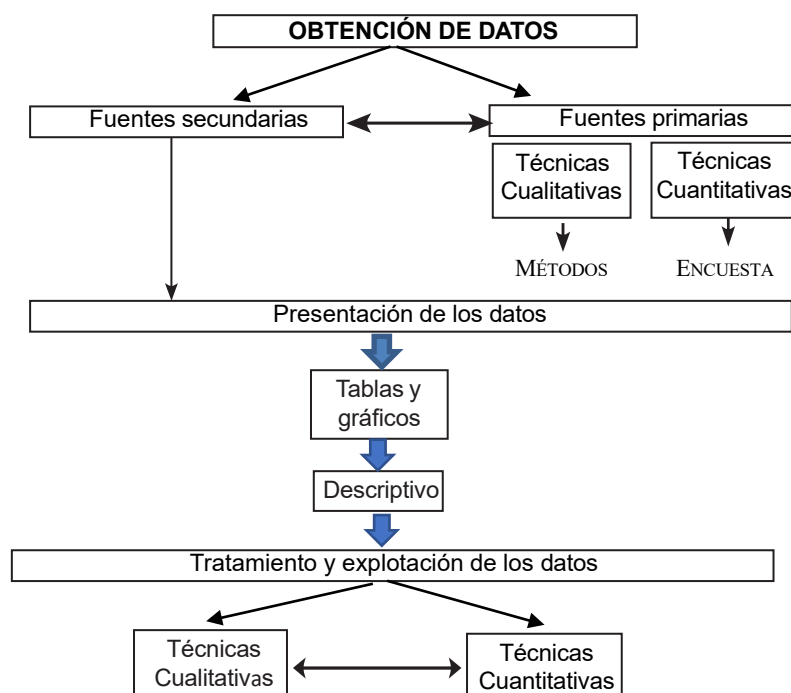 OBTENCIÓN DE DATOS
Fuentes secundarias
Fuentes primarias
Técnicas
Cualitativas
Técnicas
Cuantitativas
MÉTODOS
ENCUESTA
Presentación de los datos
Tablas y
gráficos
Descriptivo
Tratamiento y explotación de los datos
Técnicas
Cualitativas
Técnicas
Cuantitativas